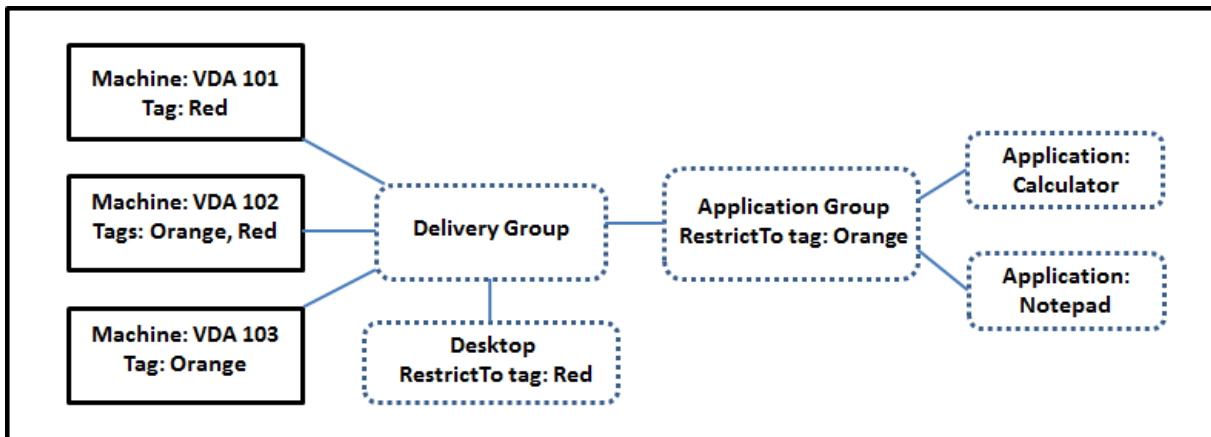 Machine: VDA 101
Tag: Red
Machine: VDA 102
Tags: Orange, Red
Machine: VDA 103
Tag: Orange
Delivery Group
Desktop
RestrictTo tag: Red
Application Group
RestrictTo tag: Orange
Application:
Calculator
Application:
Notepad